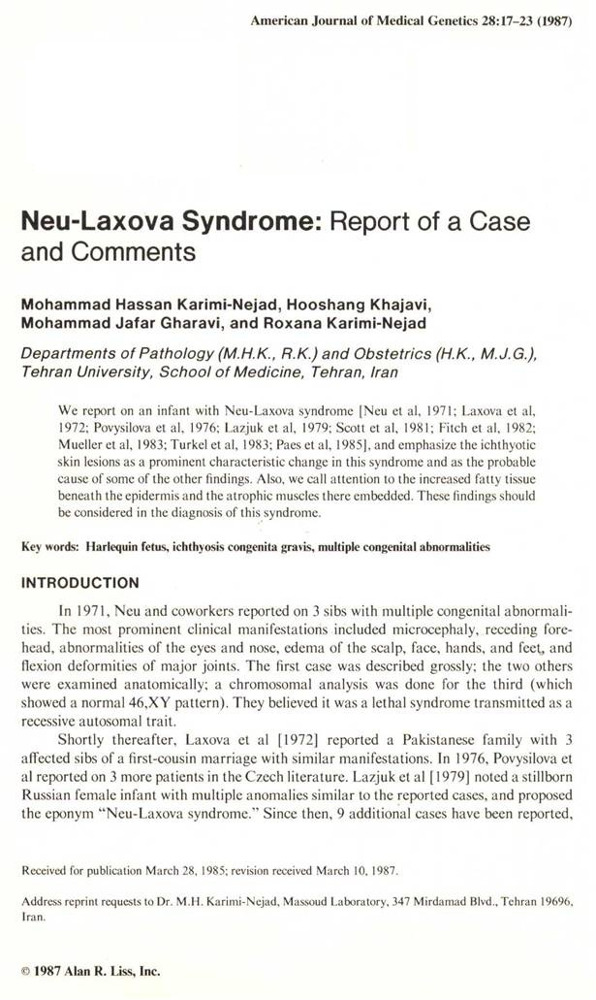 American Journal of Medical Genetics 28:17–23 (1987)
Neu-Laxova Syndrome: Report of a Case
and Comments
Mohammad Hassan Karimi-Nejad, Hooshang Khajavi,
Mohammad Jafar Gharavi, and Roxana Karimi-Nejad
Departments of Pathology (M.H.K., R.K.) and Obstetrics (H.K., M.J.G.),
Tehran University, School of Medicine, Tehran, Iran
We report on an infant with Neu-Laxova syndrome [Neu et al, 1971; Laxova et al,
1972; Povysilova et al, 1976; Lazjuk et al, 1979; Scott et al, 1981; Fitch et al, 1982;
Mueller et al, 1983; Turkel et al, 1983; Paes et al, 1985], and emphasize the ichthyotic
skin lesions as a prominent characteristic change in this syndrome and as the probable
cause of some of the other findings. Also, we call attention to the increased fatty tissue
beneath the epidermis and the atrophic muscles there embedded. These findings should
be considered in the diagnosis of this syndrome.
Key words: Harlequin fetus, ichthyosis congenita gravis, multiple congenital abnormalities
INTRODUCTION
In 1971, Neu and coworkers reported on 3 sibs with multiple congenital abnormali-
ties. The most prominent clinical manifestations included microcephaly, receding fore-
head, abnormalities of the eyes and nose, edema of the scalp, face, hands, and feet, and
flexion deformities of major joints. The first case was described grossly; the two others
were examined anatomically; a chromosomal analysis was done for the third (which
showed a normal 46,XY pattern). They believed it was a lethal syndrome transmitted as a
recessive autosomal trait.
Shortly thereafter, Laxova et al [1972] reported a Pakistanese family with 3
affected sibs of a first-cousin marriage with similar manifestations. In 1976, Povysilova et
al reported on 3 more patients in the Czech literature. Lazjuk et al [1979] noted a stillborn
Russian female infant with multiple anomalies similar to the reported cases, and proposed
the eponym “Neu-Laxova syndrome.” Since then, 9 additional cases have been reported,
Received for publication March 28, 1985; revision received March 10, 1987.
Address reprint requests to Dr. M.H. Karimi-Nejad, Massoud Laboratory, 347 Mirdamad Blvd., Tehran 19696,
Iran.
© 1987 Alan R. Liss, Inc.